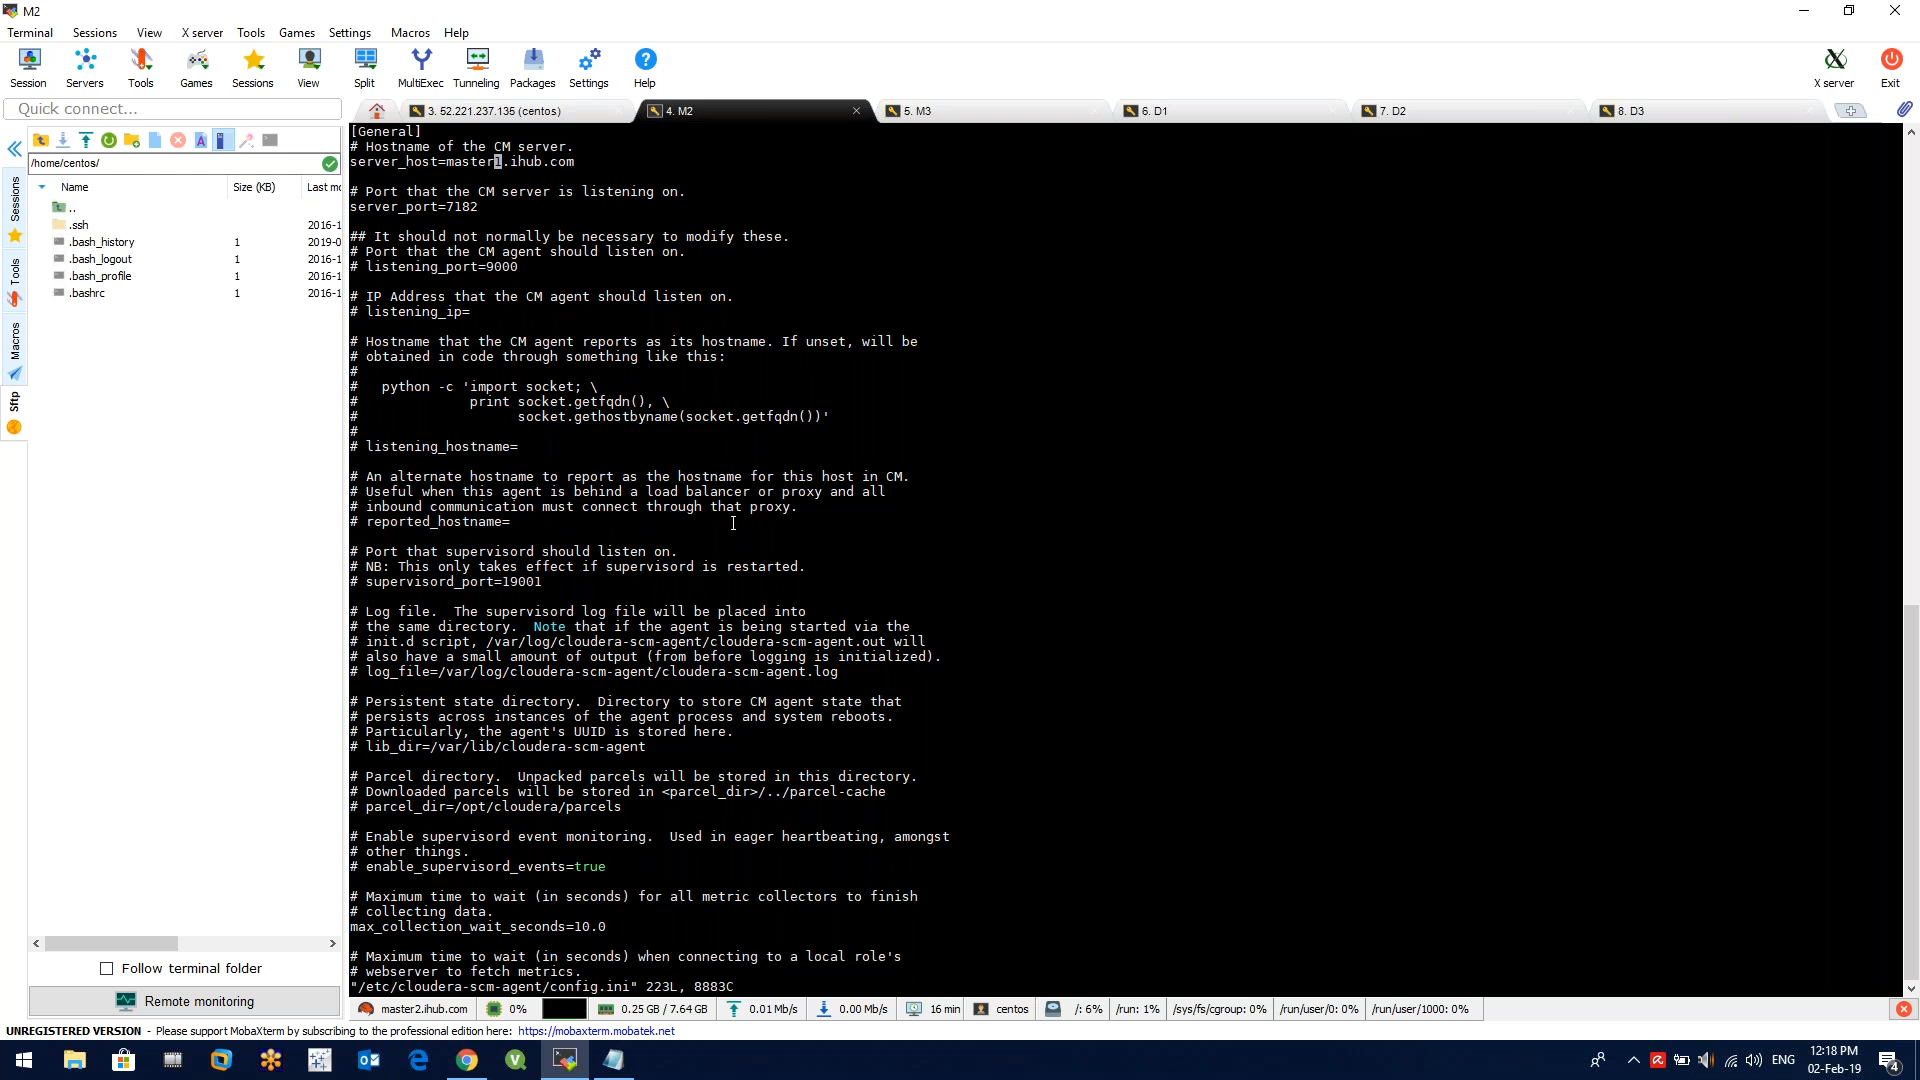 M2
Terminal Sessions View X server Tools Games Settings Macros Help
Session Servers Tools Games Sessions View Split MultiExec Tunneling Packages Settings Help X server Exit
Quick connect...
3. 52.221.237.135 (centos) 4. M2 5. M3 6. D1 7. D2 8. D3
/home/centos/
Name Size (KB) Last mo
..
.ssh 2016-1
.bash_history 1 2019-0
.bash_logout 1 2016-1
.bash_profile 1 2016-1
.bashrc 1 2016-1
Sessions
Tools
Macros
Sftp
Follow terminal folder
Remote monitoring
[General]
# Hostname of the CM server.
server_host=master1.ihub.com
# Port that the CM server is listening on.
server_port=7182
## It should not normally be necessary to modify these.
# Port that the CM agent should listen on.
# listening_port=9000
# IP Address that the CM agent should listen on.
# listening_ip=
# Hostname that the CM agent reports as its hostname. If unset, will be
# obtained in code through something like this:
#
#   python -c 'import socket; \
#              print socket.getfqdn(), \
#                    socket.gethostbyname(socket.getfqdn())'
#
# listening_hostname=
# An alternate hostname to report as the hostname for this host in CM.
# Useful when this agent is behind a load balancer or proxy and all
# inbound communication must connect through that proxy.
# reported_hostname=
# Port that supervisord should listen on.
# NB: This only takes effect if supervisord is restarted.
# supervisord_port=19001
# Log file.  The supervisord log file will be placed into
# the same directory.  Note that if the agent is being started via the
# init.d script, /var/log/cloudera-scm-agent/cloudera-scm-agent.out will
# also have a small amount of output (from before logging is initialized).
# log_file=/var/log/cloudera-scm-agent/cloudera-scm-agent.log
# Persistent state directory.  Directory to store CM agent state that
# persists across instances of the agent process and system reboots.
# Particularly, the agent's UUID is stored here.
# lib_dir=/var/lib/cloudera-scm-agent
# Parcel directory.  Unpacked parcels will be stored in this directory.
# Downloaded parcels will be stored in <parcel_dir>/../parcel-cache
# parcel_dir=/opt/cloudera/parcels
# Enable supervisord event monitoring.  Used in eager heartbeating, amongst
# other things.
# enable_supervisord_events=true
# Maximum time to wait (in seconds) for all metric collectors to finish
# collecting data.
max_collection_wait_seconds=10.0
# Maximum time to wait (in seconds) when connecting to a local role's
# webserver to fetch metrics.
"/etc/cloudera-scm-agent/config.ini" 223L, 8883C
master2.ihub.com 0% 0.25 GB / 7.64 GB 0.01 Mb/s 0.00 Mb/s 16 min centos /: 6% /run: 1% /sys/fs/cgroup: 0% /run/user/0: 0% /run/user/1000: 0%
UNREGISTERED VERSION - Please support MobaXterm by subscribing to the professional edition here: https://mobaxterm.mobatek.net
ENG 12:18 PM
02-Feb-19 4